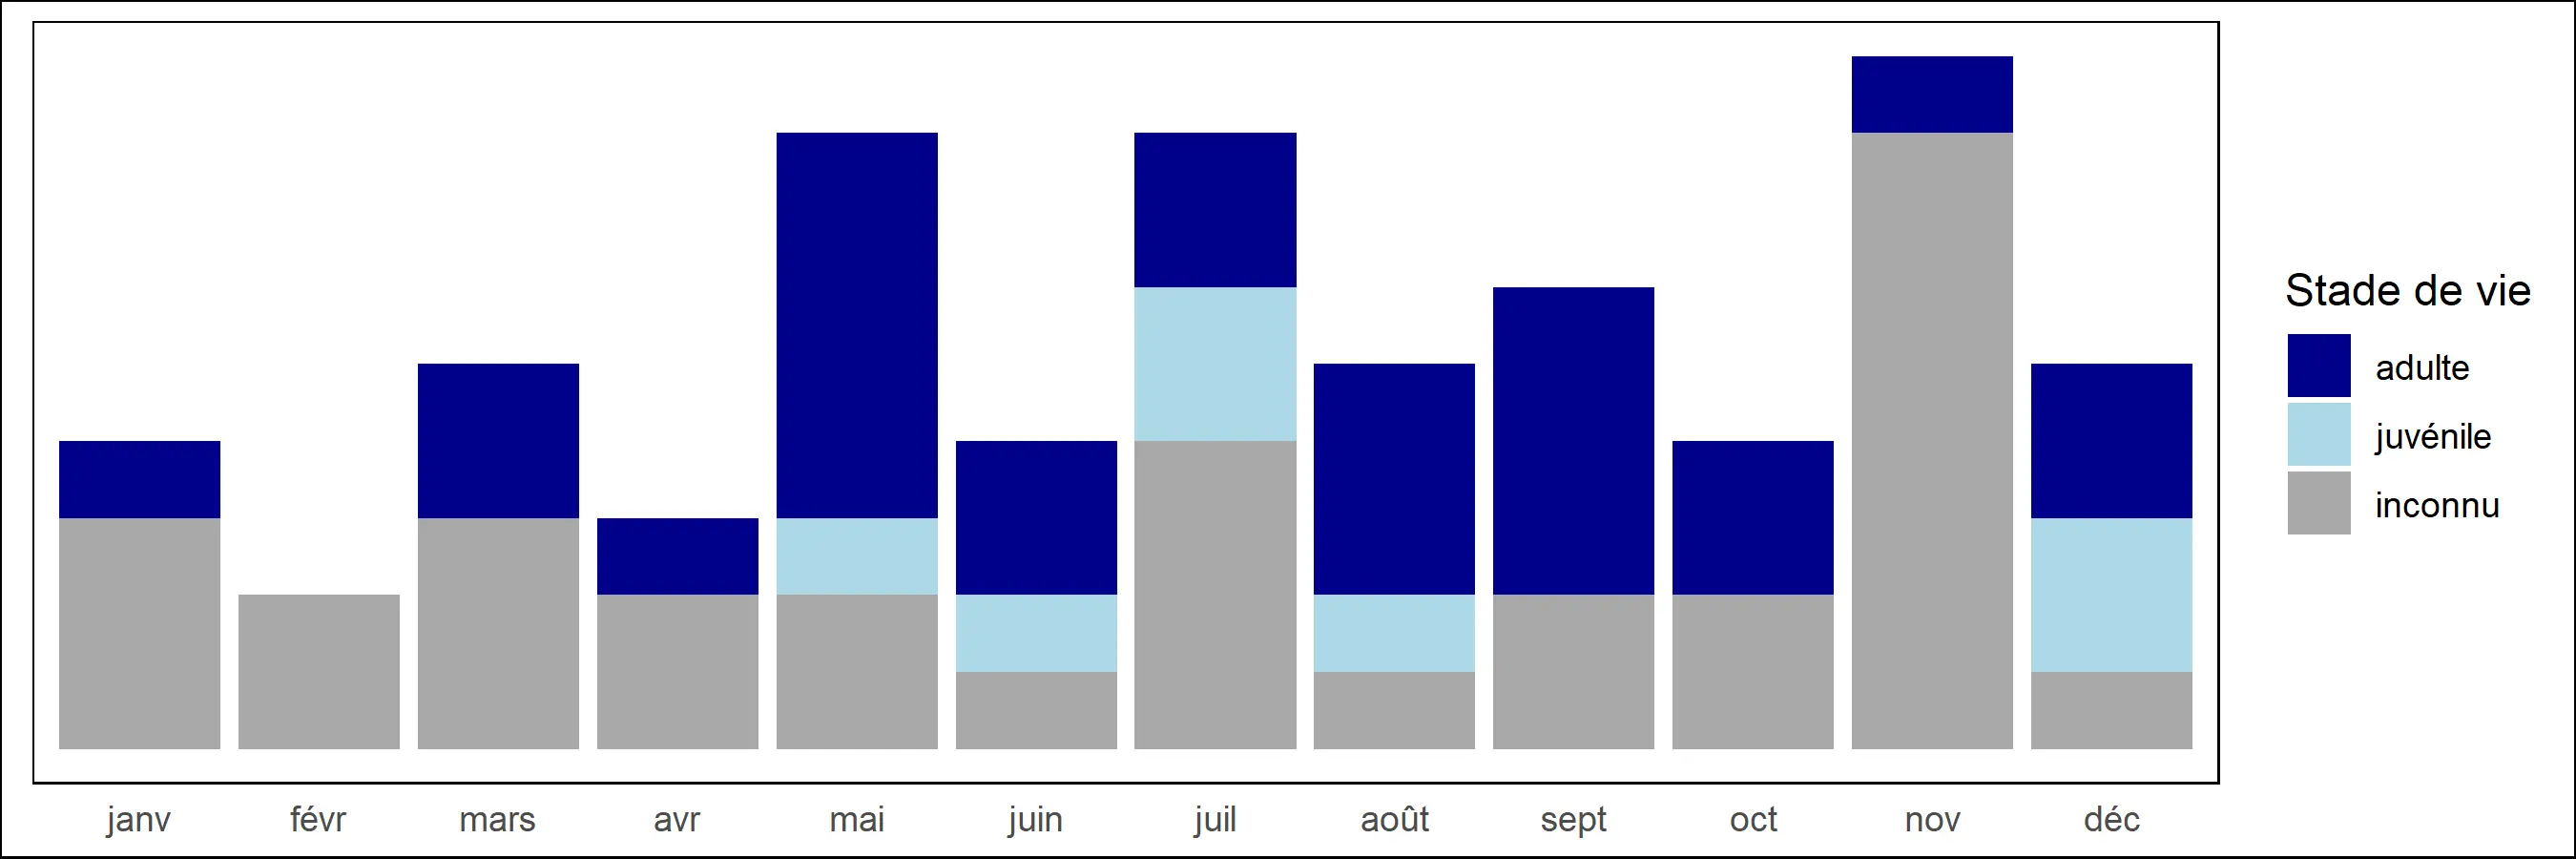 Stade de vie
adulte
juvénile
inconnu
janv févr mars avr mai juin juil août sept oct nov déc